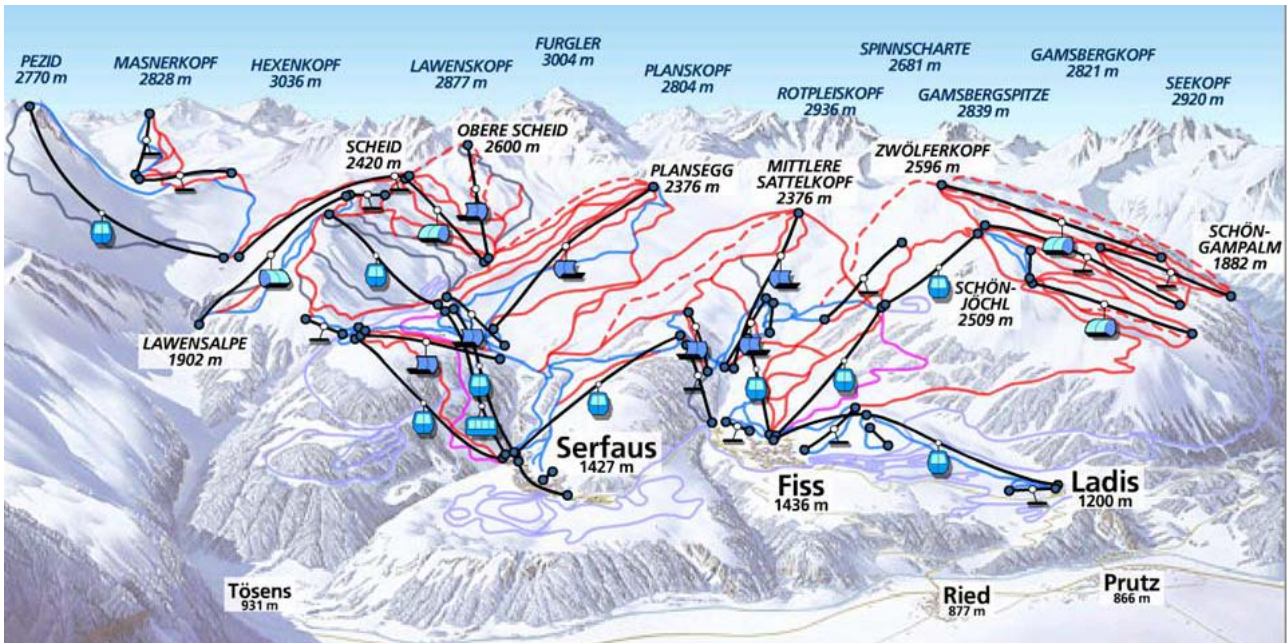 PEZID
2770 m
MASNERKOPF
2828 m
HEXENKOPF
3036 m
LAWENSKOPF
2877 m
FURGLER
3004 m
PLANSKOPF
2804 m
SPINNSCHARTE
2681 m
ROTPLEISKOPF
2936 m
GAMSBERGSPITZE
2839 m
GAMSBERGKOPF
2821 m
SEEKOPF
2920 m
SCHEID
2420 m
OBERE SCHEID
2600 m
PLANSEGG
2376 m
MITTLERE
SATTELKOPF
2376 m
ZWÖLFERKOPF
2596 m
SCHÖN-
GAMPALM
1882 m
SCHÖN-
JÖCHL
2509 m
LAWENSALPE
1902 m
Serfaus
1427 m
Fiss
1436 m
Ladis
1200 m
Tösens
931 m
Ried
877 m
Prutz
866 m